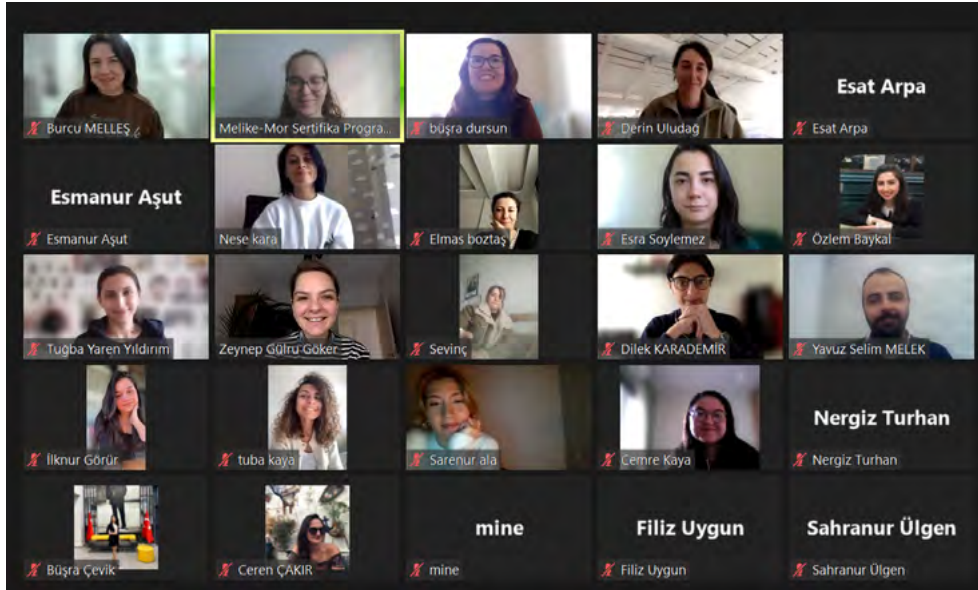 Burcu MELLEŞ
Melike-Mor Sertifika Progra...
büşra dursun
Derin Uludağ
Esat Arpa
Esat Arpa
Esmanur Aşut
Esmanur Aşut
Nese kara
Elmas boztaş
Esra Soylemez
Özlem Baykal
Tuğba Yaren Yıldırım
Zeynep Gülru Göker
Sevinç
Dilek KARADEMİR
Yavuz Selim MELEK
İlknur Görür
tuba kaya
Sarenur ala
Cemre Kaya
Nergiz Turhan
Nergiz Turhan
Büşra Çevik
Ceren ÇAKIR
mine
mine
Filiz Uygun
Filiz Uygun
Sahranur Ülgen
Sahranur Ülgen